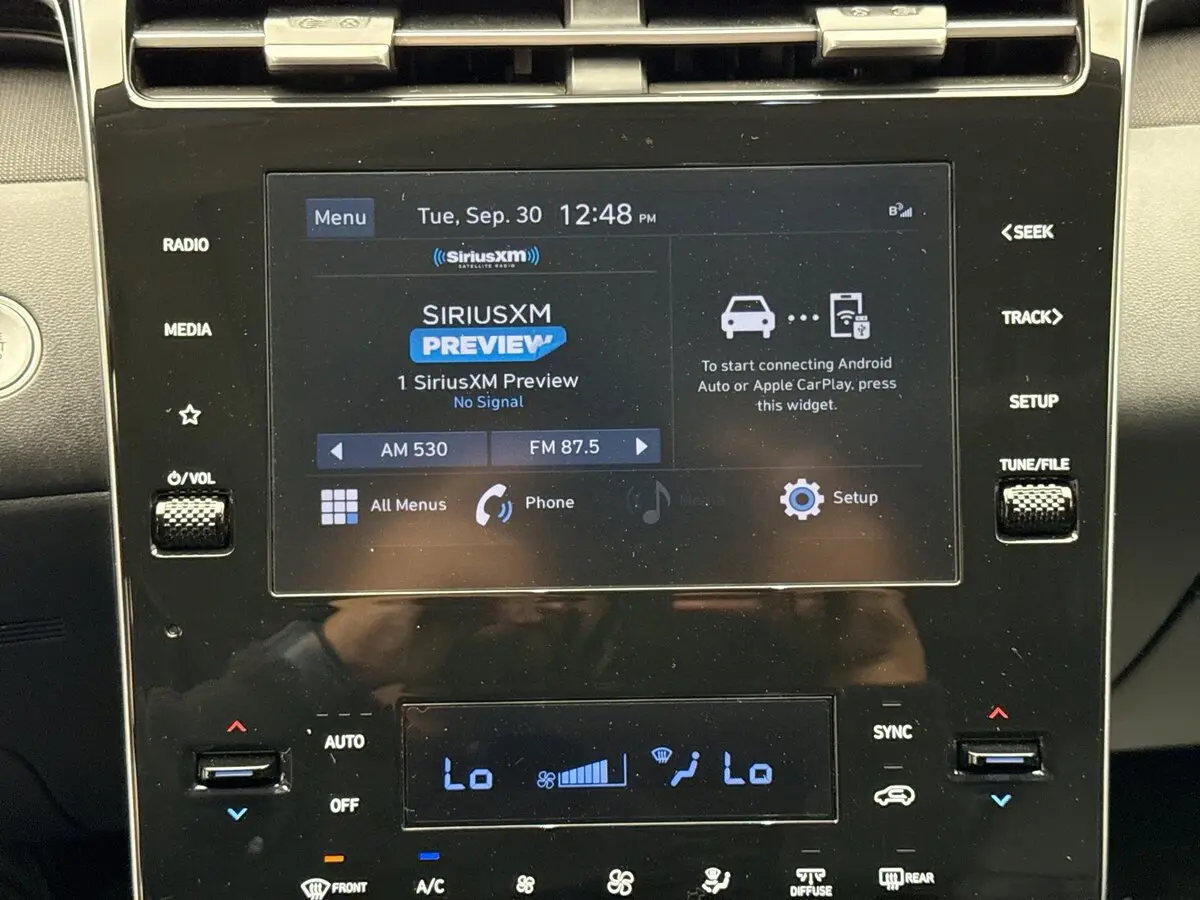 Menu
Tue, Sep. 30
12:48 PM
RADIO
MEDIA
⏻/VOL
SiriusXM
SATELLITE RADIO
SIRIUSXM
PREVIEW
1 SiriusXM Preview
No Signal
AM 530
FM 87.5
To start connecting Android
Auto or Apple CarPlay, press
this widget.
All Menus
Phone
Media
Setup
<SEEK
TRACK>
SETUP
TUNE/FILE
AUTO
OFF
Lo
Lo
SYNC
FRONT
A/C
DIFFUSE
REAR